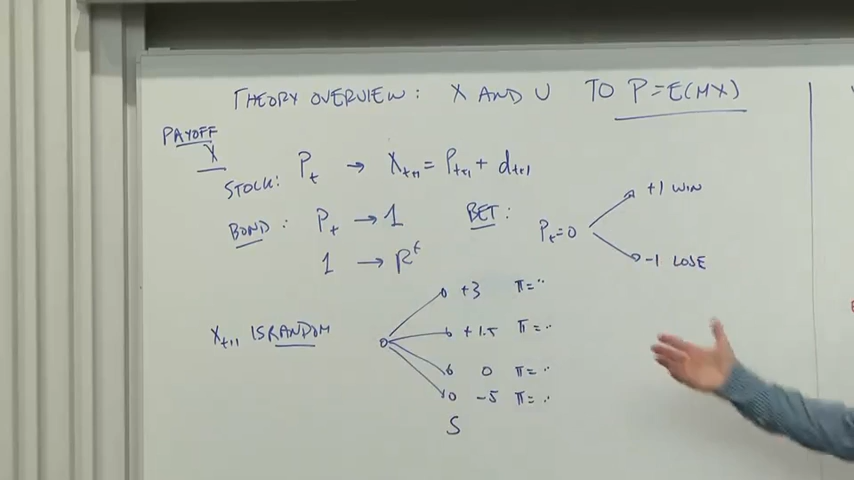 THEORY OVERVIEW: X AND U TO P=E(MX)
PAYOFF
X
STOCK: Pt → Xt+1 = Pt+1 + dt+1
BOND: Pt → 1
1 → Rf
BET: Pt=0
+1 WIN
-1 LOSE
Xt+1 IS RANDOM
+3 π=··
+1.5 π=··
0 π=··
-5 π=··
S